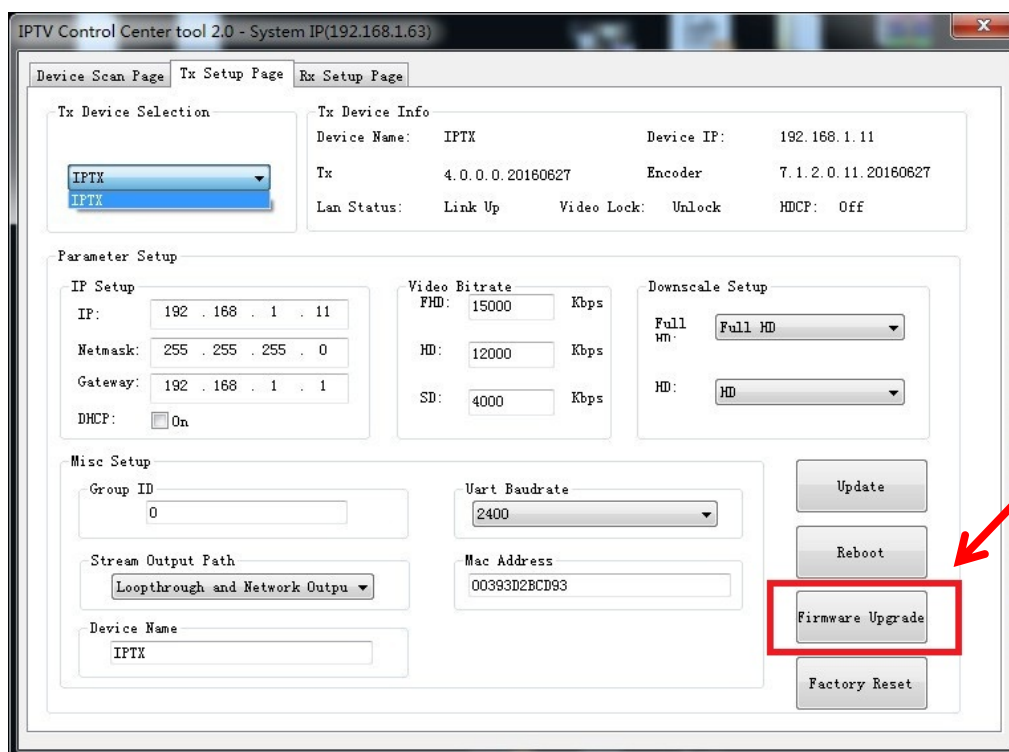 IPTV Control Center tool 2.0 - System IP(192.168.1.63)
Device Scan Page Tx Setup Page Rx Setup Page
Tx Device Selection
IPTX
IPTX
Tx Device Info
Device Name: IPTX Device IP: 192.168.1.11
Tx 4.0.0.0.20160627 Encoder 7.1.2.0.11.20160627
Lan Status: Link Up Video Lock: Unlock HDCP: Off
Parameter Setup
IP Setup
IP: 192 . 168 . 1 . 11
Netmask: 255 . 255 . 255 . 0
Gateway: 192 . 168 . 1 . 1
DHCP: On
Video Bitrate
FHD: 15000 Kbps
HD: 12000 Kbps
SD: 4000 Kbps
Downscale Setup
Full HD: Full HD
HD: HD
Misc Setup
Group ID
0
Uart Baudrate
2400
Stream Output Path
Loopthrough and Network Outpu
Mac Address
00393D2BCD93
Device Name
IPTX
Update
Reboot
Firmware Upgrade
Factory Reset